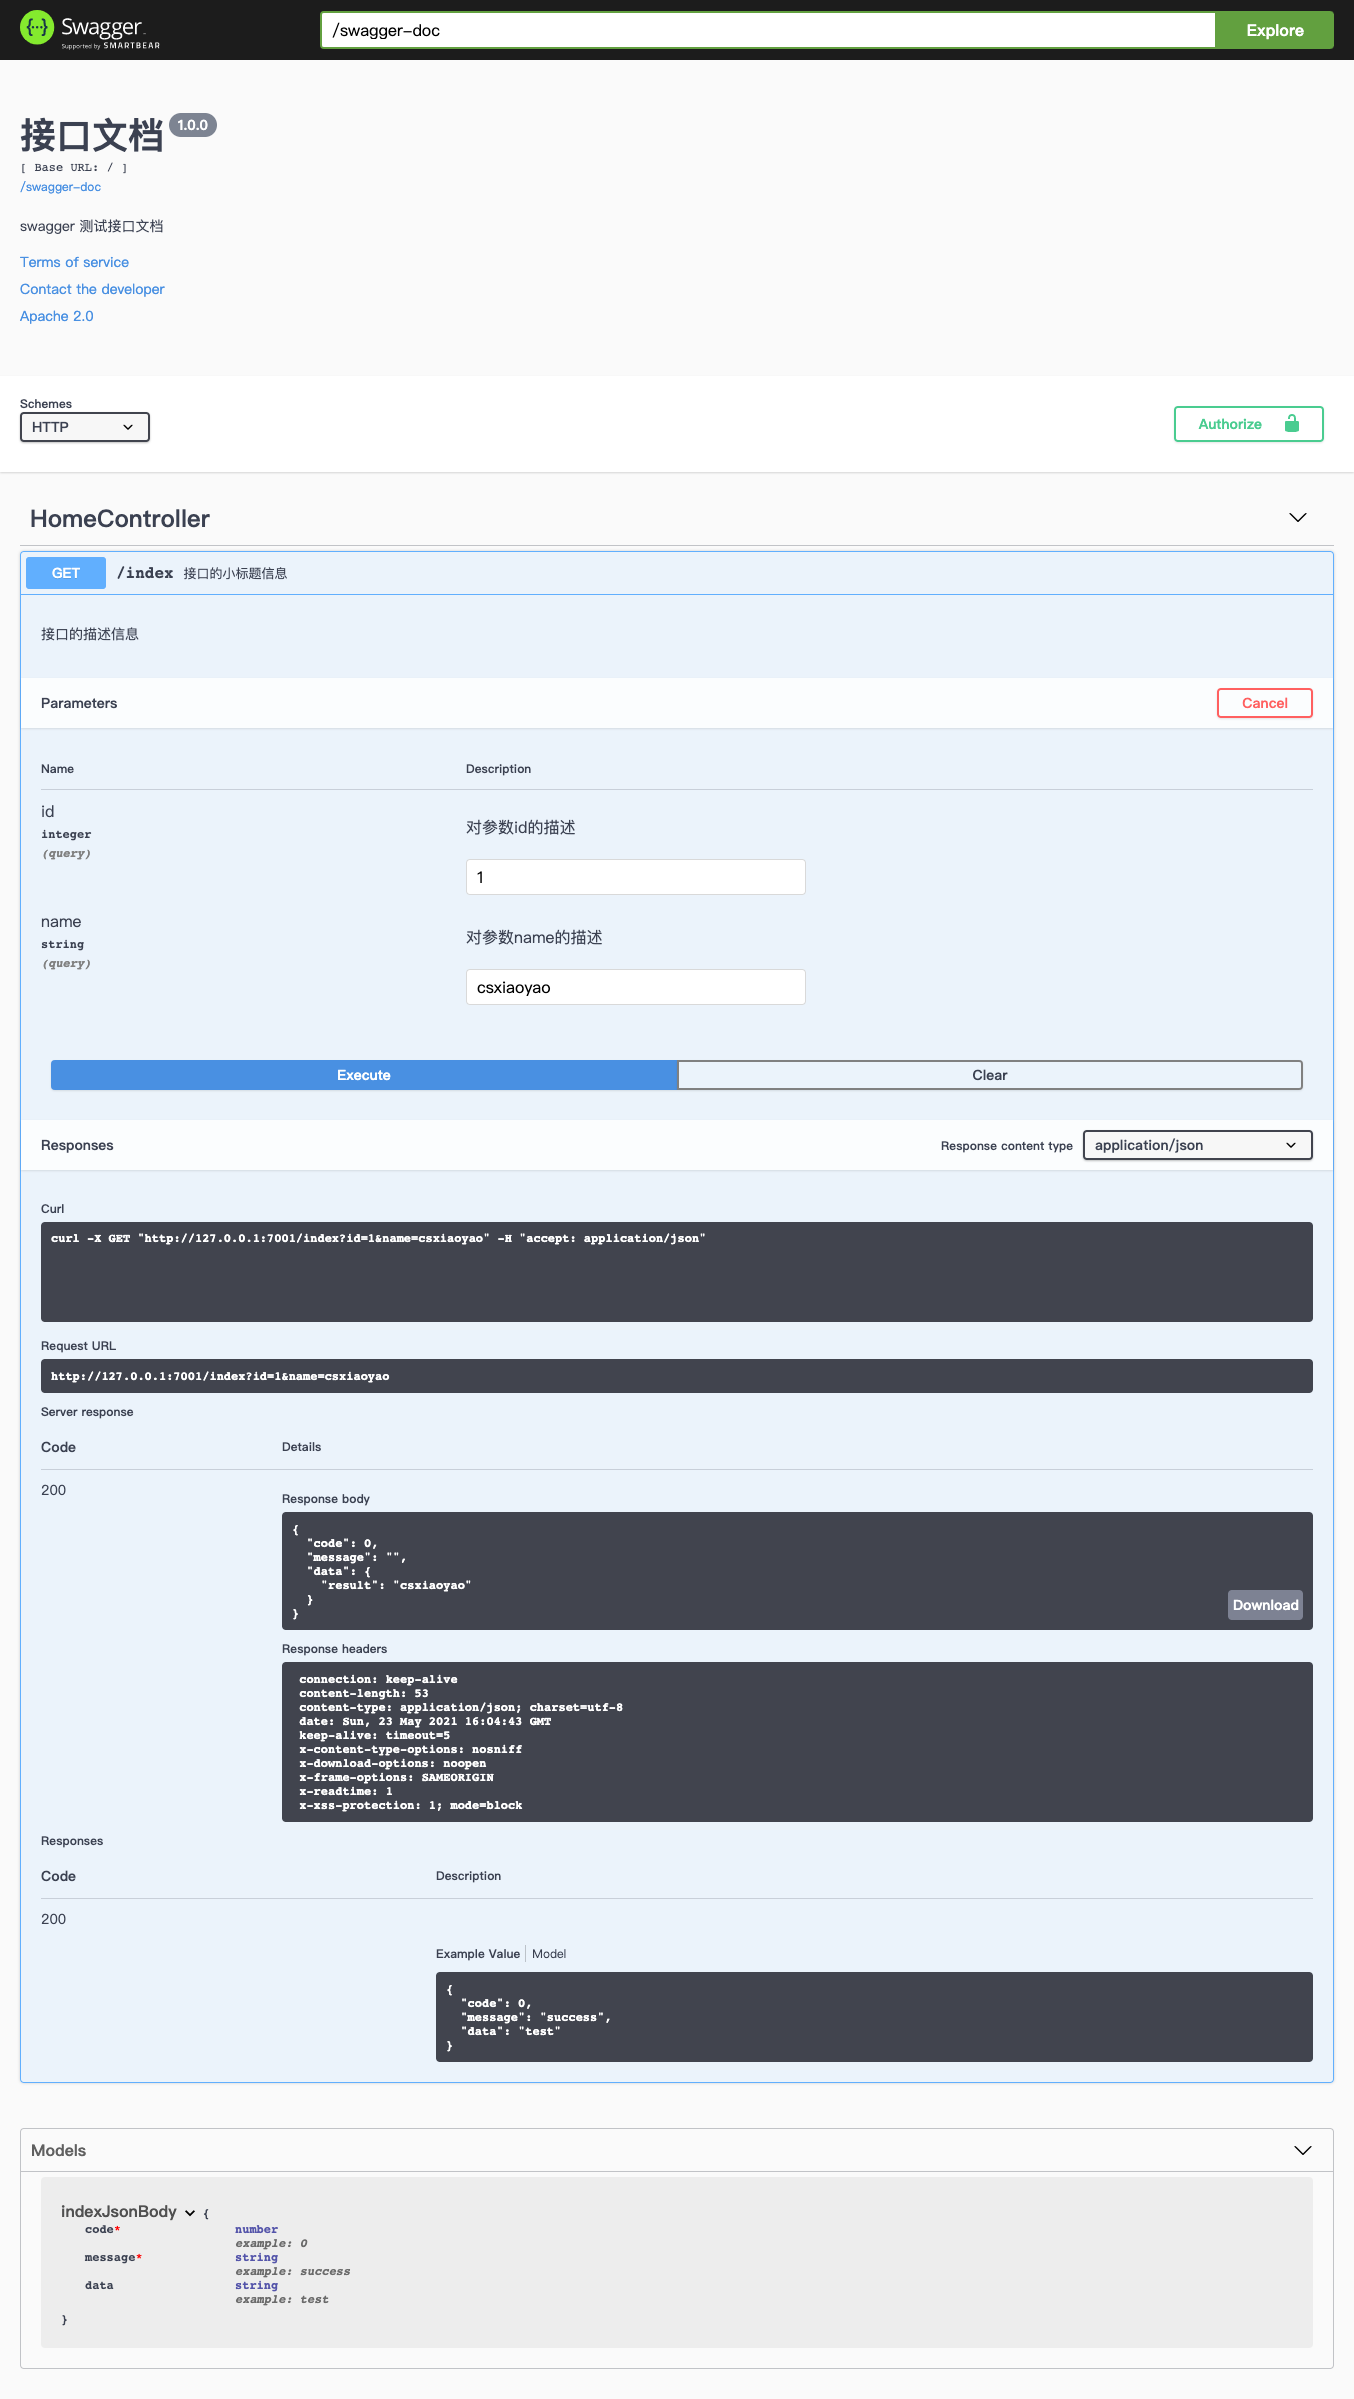 Swagger
Supported by SMARTBEAR
/swagger-doc
Explore
接口文档 1.0.0
[ Base URL: / ]
/swagger-doc
swagger 测试接口文档
Terms of service
Contact the developer
Apache 2.0
Schemes
HTTP
Authorize
HomeController
GET /index 接口的小标题信息
接口的描述信息
Parameters
Cancel
Name Description
id
integer
(query)
对参数id的描述
1
name
string
(query)
对参数name的描述
csxiaoyao
Execute
Clear
Responses
Response content type
application/json
Curl
curl -X GET "http://127.0.0.1:7001/index?id=1&name=csxiaoyao" -H "accept: application/json"
Request URL
http://127.0.0.1:7001/index?id=1&name=csxiaoyao
Server response
Code Details
200
Response body
{
  "code": 0,
  "message": "",
  "data": {
    "result": "csxiaoyao"
  }
}
Download
Response headers
connection: keep-alive
content-length: 53
content-type: application/json; charset=utf-8
date: Sun, 23 May 2021 16:04:43 GMT
keep-alive: timeout=5
x-content-type-options: nosniff
x-download-options: noopen
x-frame-options: SAMEORIGIN
x-readtime: 1
x-xss-protection: 1; mode=block
Responses
Code Description
200
Example Value Model
{
  "code": 0,
  "message": "success",
  "data": "test"
}
Models
indexJsonBody {
code* number
example: 0
message* string
example: success
data string
example: test
}